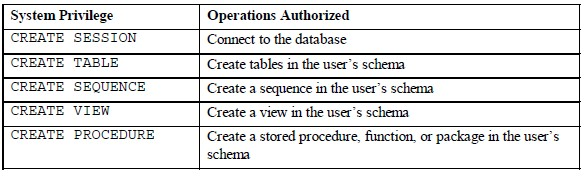 System Privilege Operations Authorized
CREATE SESSION Connect to the database
CREATE TABLE Create tables in the user's schema
CREATE SEQUENCE Create a sequence in the user's schema
CREATE VIEW Create a view in the user's schema
CREATE PROCEDURE Create a stored procedure, function, or package in the user's
schema